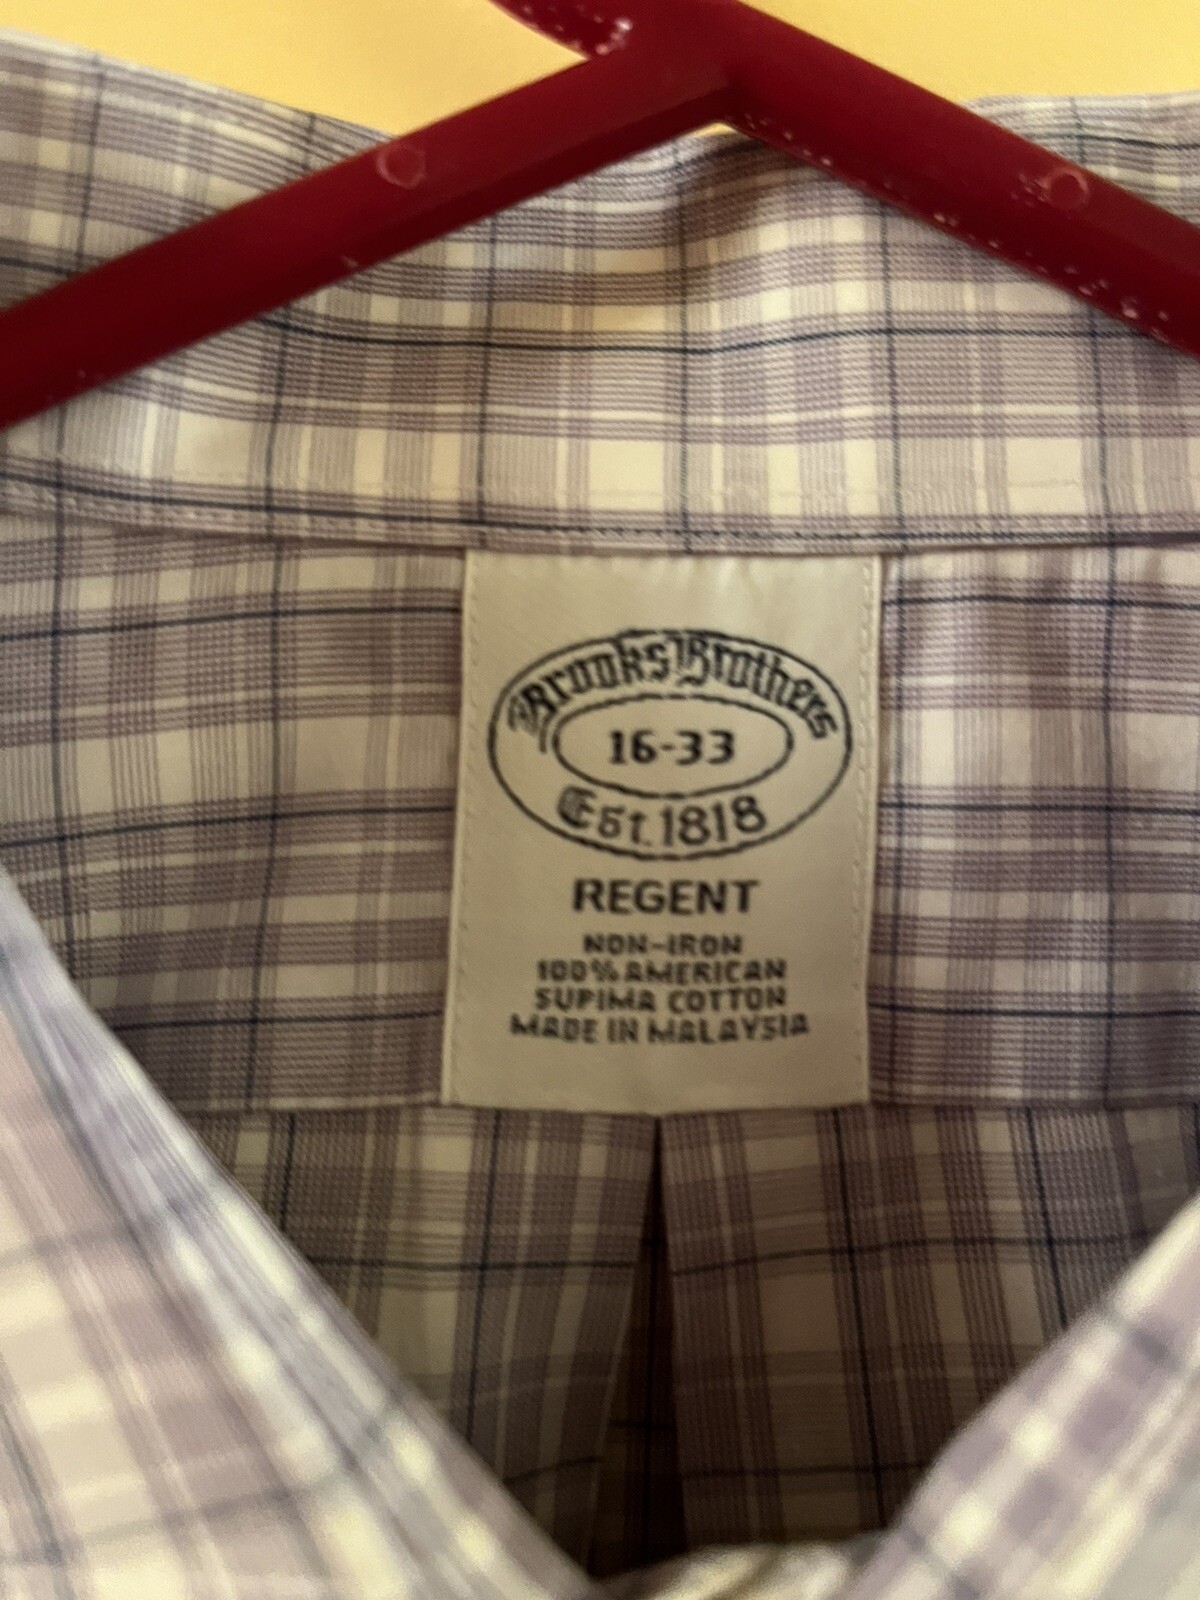 Brooks Brothers
16-33
Est. 1818
REGENT
NON-IRON
100% AMERICAN
SUPIMA COTTON
MADE IN MALAYSIA